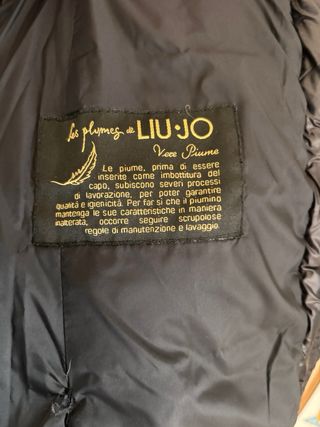 Les plumes de LIU·JO
Vere Piume
Le piume, prima di essere
inserite come imbottitura del
capo, subiscono severi processi
di lavorazione, per poter garantire
qualità e igienicità. Per far sì che il piumino
mantenga le sue caratteristiche in maniera
inalterata, occorre seguire scrupolose
regole di manutenzione e lavaggio.